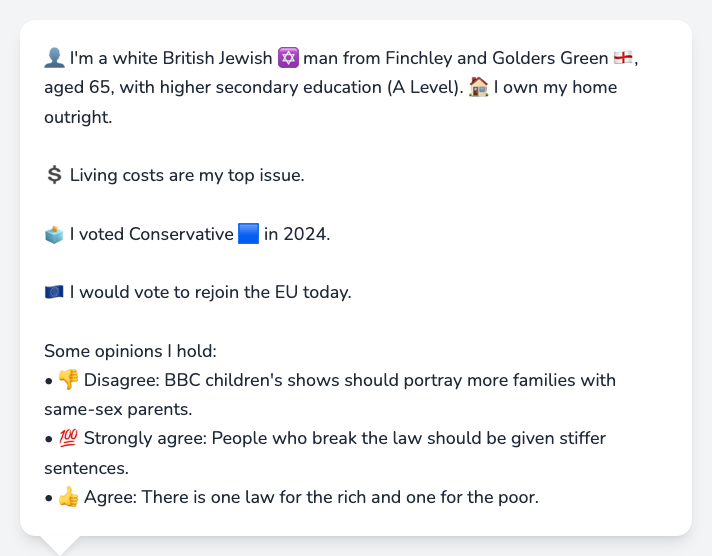 👤 I'm a white British Jewish 🔯 man from Finchley and Golders Green 🏴󠁧󠁢󠁥󠁮󠁧󠁿,
aged 65, with higher secondary education (A Level). 🏠 I own my home
outright.
💲 Living costs are my top issue.
🗳️ I voted Conservative 🟦 in 2024.
🇪🇺 I would vote to rejoin the EU today.
Some opinions I hold:
• 👎 Disagree: BBC children's shows should portray more families with
same-sex parents.
• 💯 Strongly agree: People who break the law should be given stiffer
sentences.
• 👍 Agree: There is one law for the rich and one for the poor.